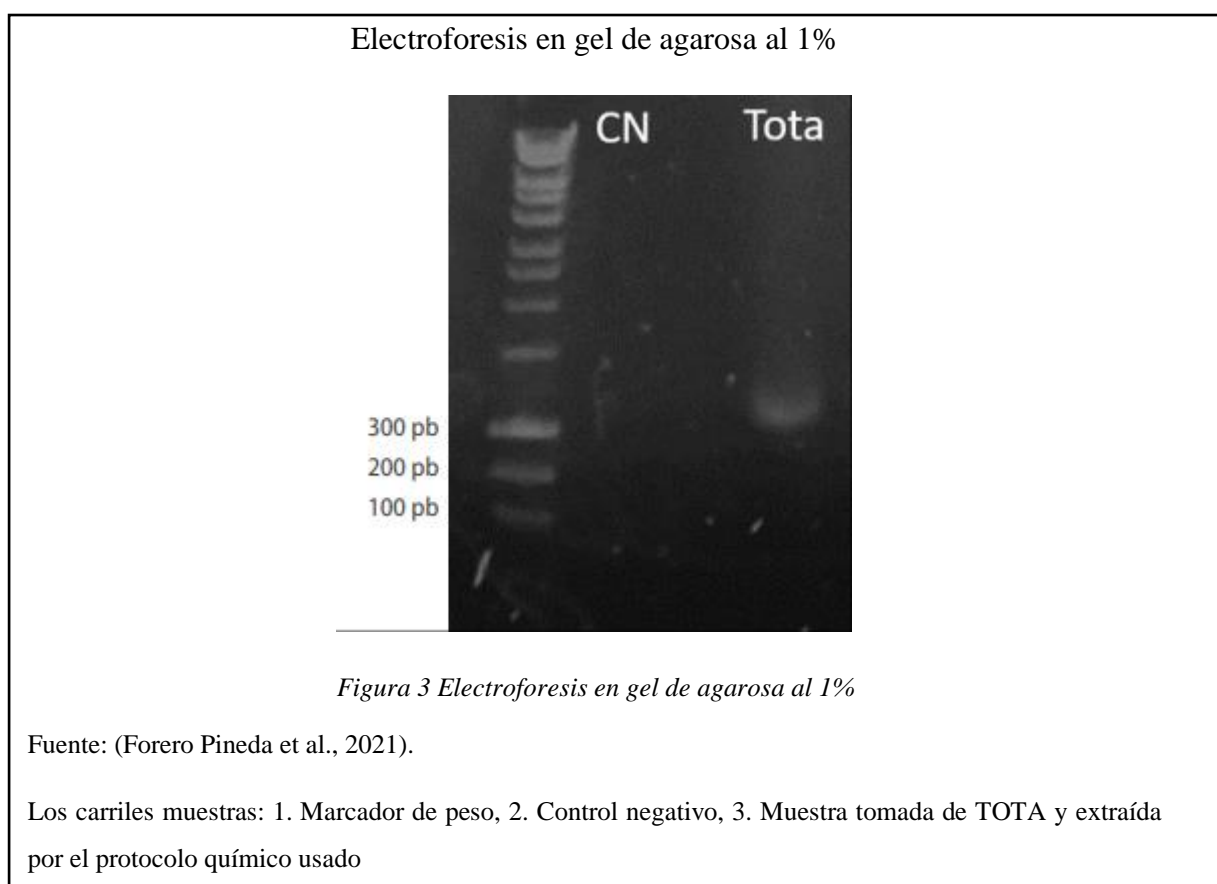 Electroforesis en gel de agarosa al 1%
CN Tota
300 pb
200 pb
100 pb
Figura 3 Electroforesis en gel de agarosa al 1%
Fuente: (Forero Pineda et al., 2021).
Los carriles muestras: 1. Marcador de peso, 2. Control negativo, 3. Muestra tomada de TOTA y extraída
por el protocolo químico usado